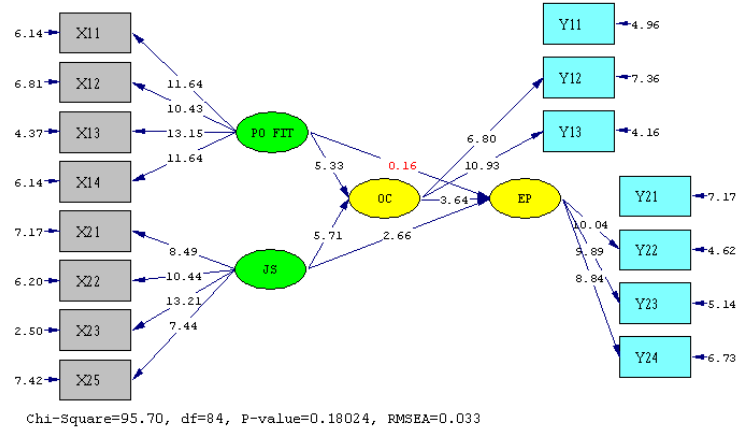 6.14 X11
6.81 X12
4.37 X13
6.14 X14
7.17 X21
6.20 X22
2.50 X23
7.42 X25
11.64
10.43
13.15
11.64
8.49
10.44
13.21
7.44
PO FIT
JS
5.33
0.16
5.71
2.66
OC
3.64
EP
6.80
10.93
10.04
9.89
8.84
Y11 4.96
Y12 7.36
Y13 4.16
Y21 7.17
Y22 4.62
Y23 5.14
Y24 6.73
Chi-Square=95.70, df=84, P-value=0.18024, RMSEA=0.033